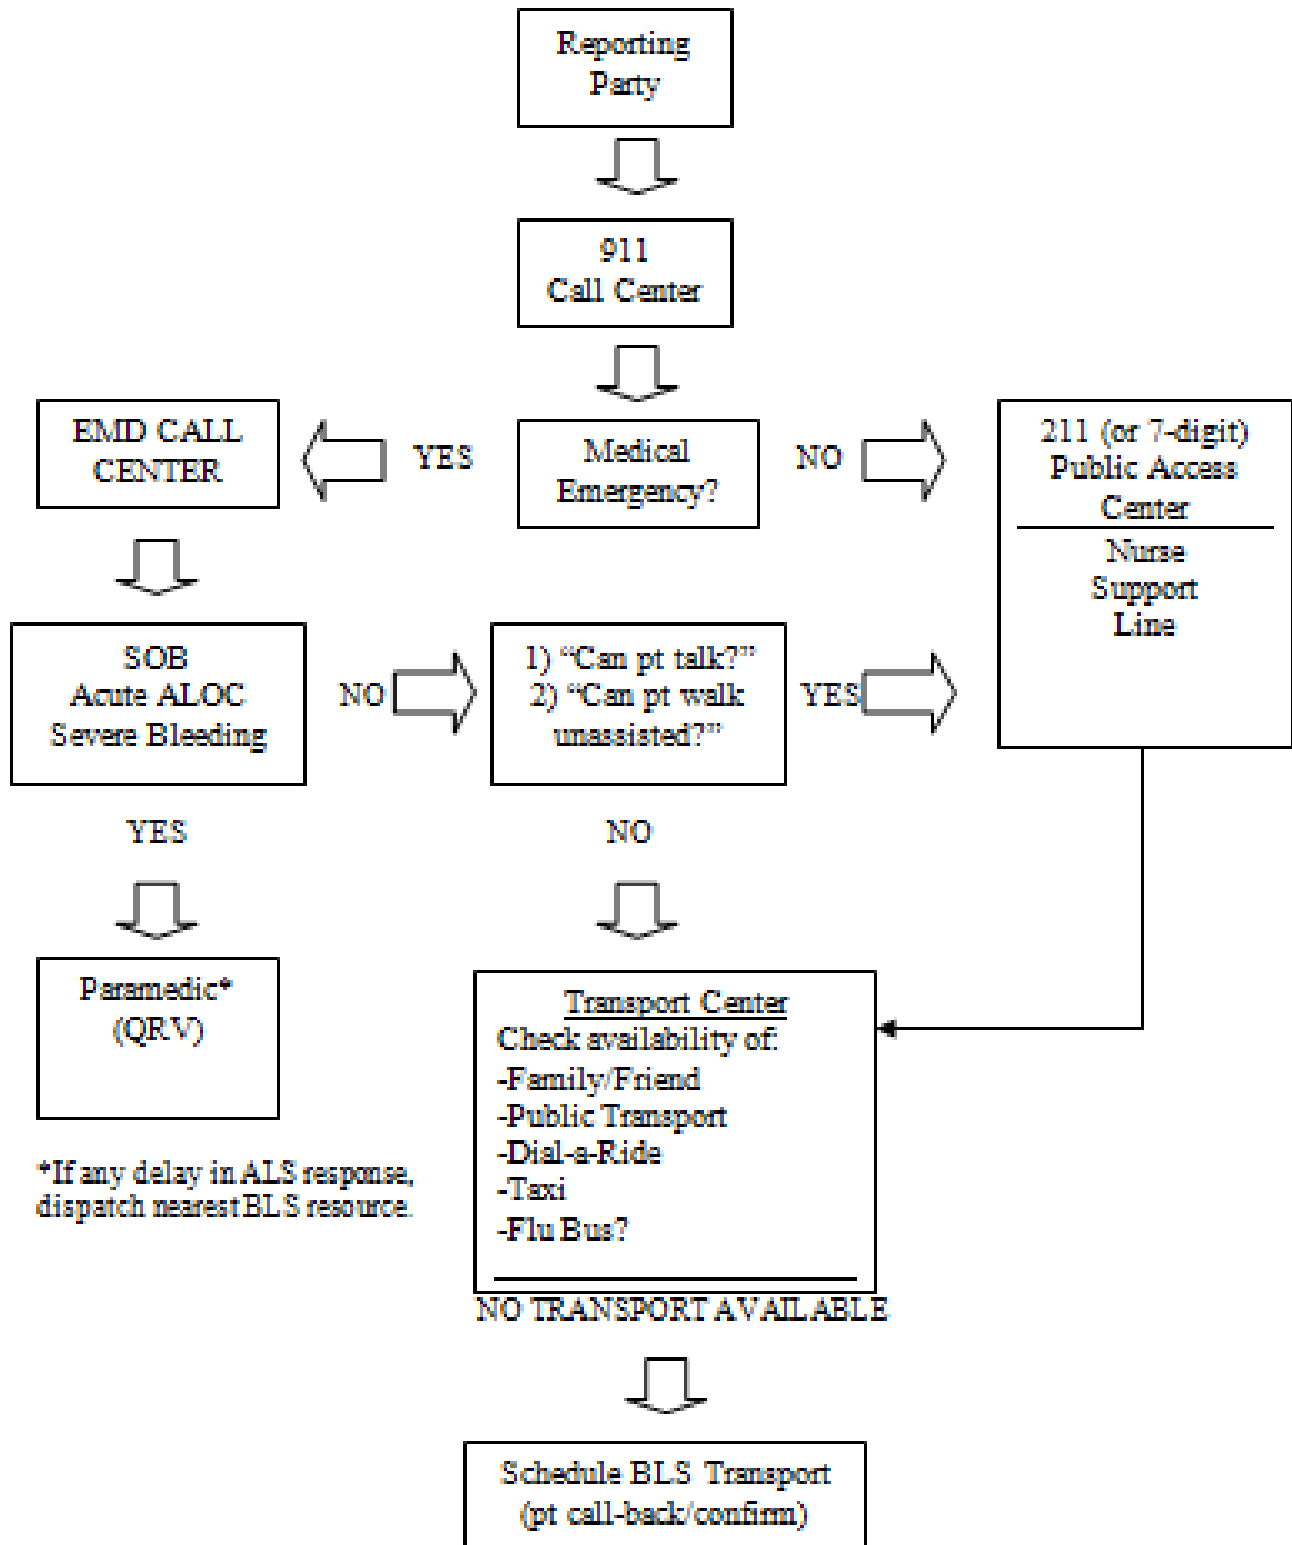 Reporting
Party
911
Call Center
EMD CALL
CENTER
YES
Medical
Emergency?
NO
211 (or 7-digit)
Public Access
Center
Nurse
Support
Line
SOB
Acute ALOC
Severe Bleeding
NO
1) “Can pt talk?”
2) “Can pt walk
unassisted?”
YES
YES
NO
Paramedic*
(QRV)
*If any delay in ALS response,
dispatch nearest BLS resource.
Transport Center
Check availability of:
-Family/Friend
-Public Transport
-Dial-a-Ride
-Taxi
-Flu Bus?
NO TRANSPORT AVAILABLE
Schedule BLS Transport
(pt call-back/confirm)